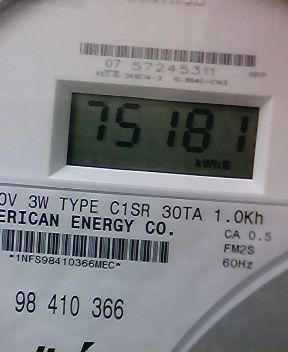 07 57245311
75181
kWh
0V 3W TYPE C1SR 30TA 1.0Kh
ERICAN ENERGY CO.
CA 0.5
FM2S
*1NFS98410366MEC*
60Hz
98 410 366